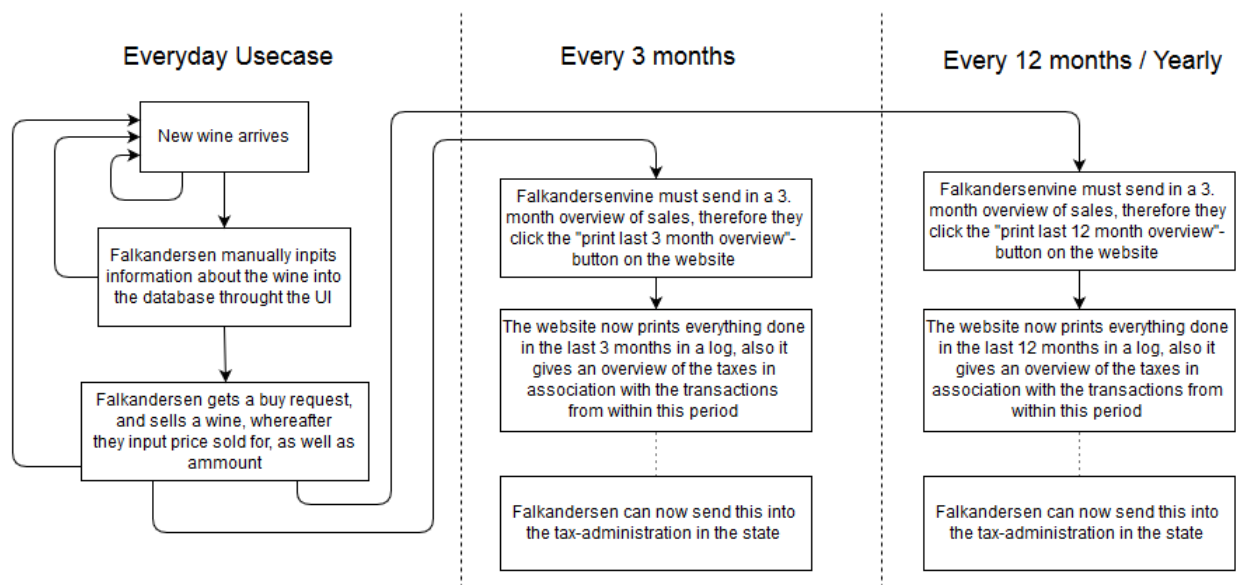 Everyday Usecase
New wine arrives
Falkandersen manually inpits
information about the wine into
the database throught the UI
Falkandersen gets a buy request,
and sells a wine, whereafter
they input price sold for, as well as
ammount
Every 3 months
Falkandersenvine must send in a 3.
month overview of sales, therefore they
click the "print last 3 month overview"-
button on the website
The website now prints everything done
in the last 3 months in a log, also it
gives an overview of the taxes in
association with the transactions
from within this period
Falkandersen can now send this into
the tax-administration in the state
Every 12 months / Yearly
Falkandersenvine must send in a 3.
month overview of sales, therefore they
click the "print last 12 month overview"-
button on the website
The website now prints everything done
in the last 12 months in a log, also it
gives an overview of the taxes in
association with the transactions from
within this period
Falkandersen can now send this into
the tax-administration in the state